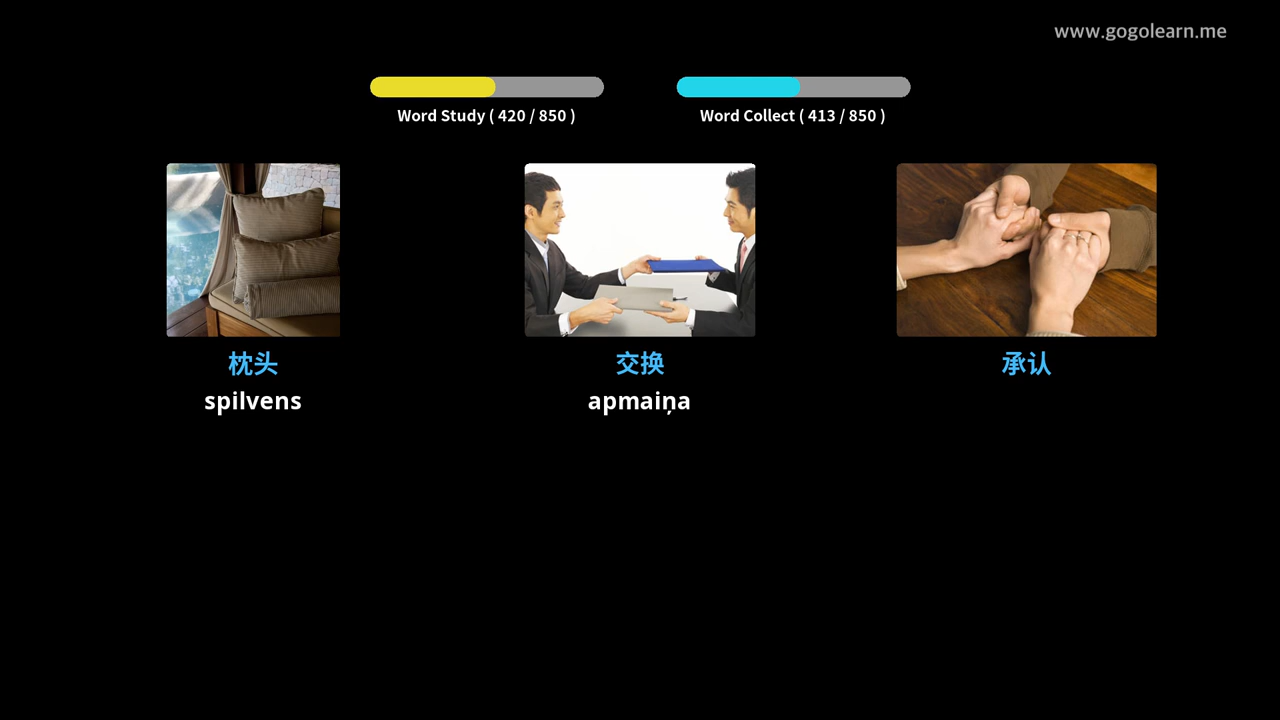 www.gogolearn.me
Word Study ( 420 / 850 )
Word Collect ( 413 / 850 )
枕头
spilvens
交换
apmaiņa
承认